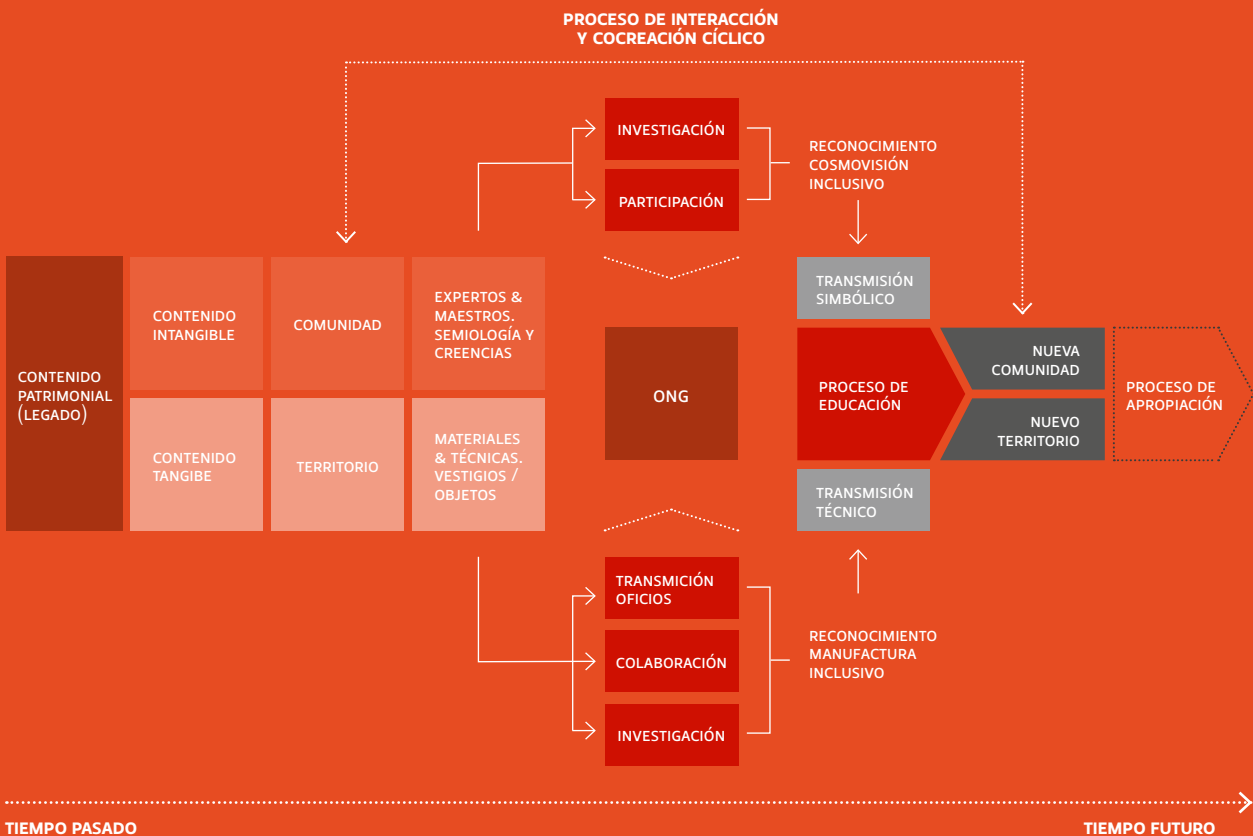 PROCESO DE INTERACCIÓN
Y COCREACIÓN CÍCLICO
INVESTIGACIÓN
PARTICIPACIÓN
RECONOCIMIENTO
COSMOVISIÓN
INCLUSIVO
CONTENIDO
PATRIMONIAL
(LEGADO)
CONTENIDO
INTANGIBLE
COMUNIDAD
EXPERTOS &
MAESTROS.
SEMIOLOGÍA Y
CREENCIAS
CONTENIDO
TANGIBE
TERRITORIO
MATERIALES
& TÉCNICAS.
VESTIGIOS /
OBJETOS
ONG
TRANSMISIÓN
SIMBÓLICO
PROCESO DE
EDUCACIÓN
TRANSMISIÓN
TÉCNICO
NUEVA
COMUNIDAD
NUEVO
TERRITORIO
PROCESO DE
APROPIACIÓN
TRANSMICIÓN
OFICIOS
COLABORACIÓN
INVESTIGACIÓN
RECONOCIMIENTO
MANUFACTURA
INCLUSIVO
TIEMPO PASADO
TIEMPO FUTURO